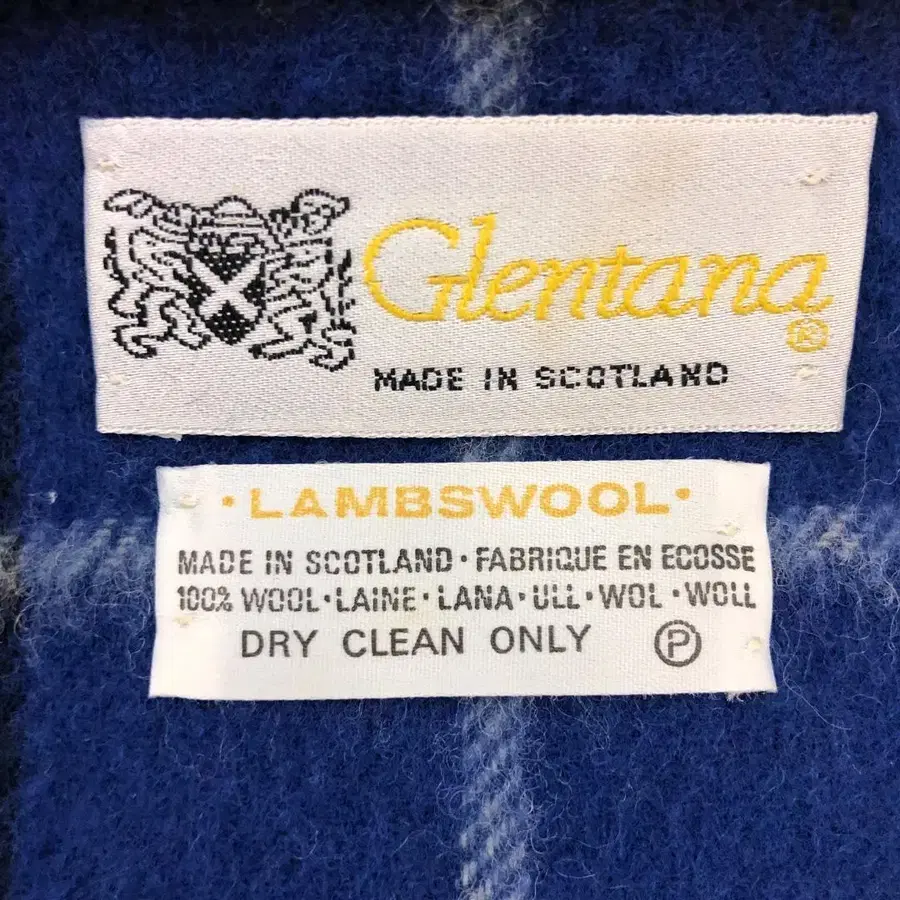 Glentana
®
MADE IN SCOTLAND
·LAMBSWOOL·
MADE IN SCOTLAND·FABRIQUE EN ECOSSE
100% WOOL·LAINE·LANA·ULL·WOL·WOLL
DRY CLEAN ONLY Ⓟ